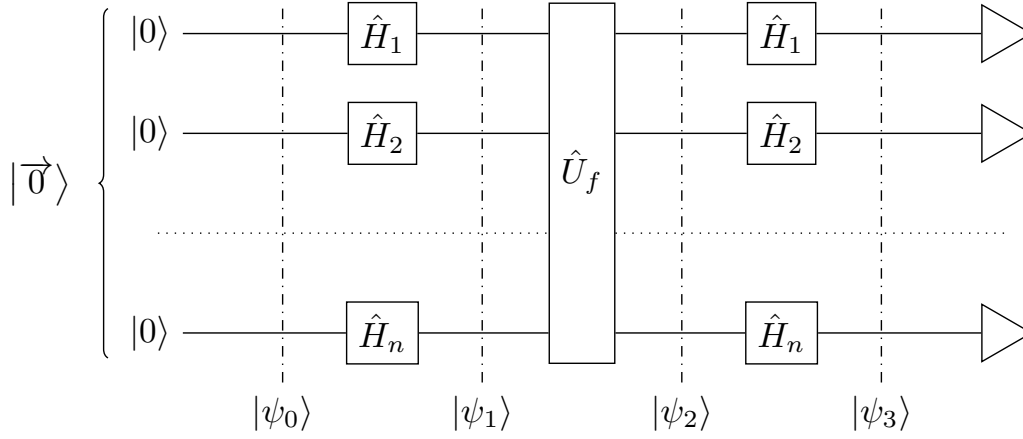 |0⟩ Ĥ₁ Ĥ₁
|0⟩ Ĥ₂ Ĥ₂
|0⃗⟩ Û_f
|0⟩ Ĥₙ Ĥₙ
|ψ₀⟩ |ψ₁⟩ |ψ₂⟩ |ψ₃⟩